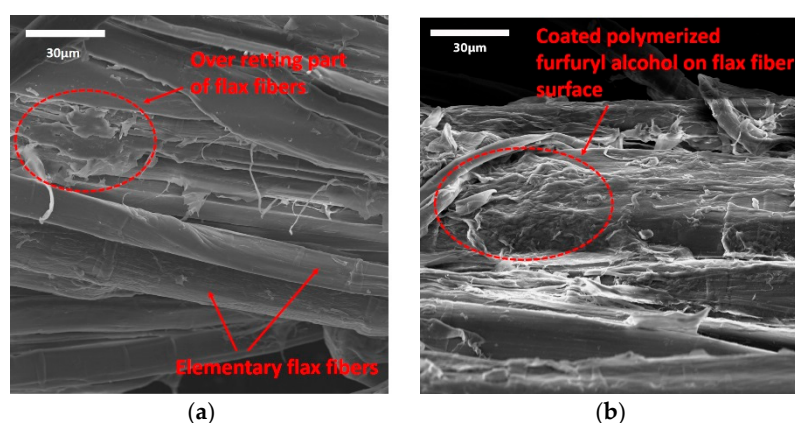 30µm
Over retting part
of flax fibers
Elementary flax fibers
(a)
30µm
Coated polymerized
furfuryl alcohol on flax fiber
surface
(b)